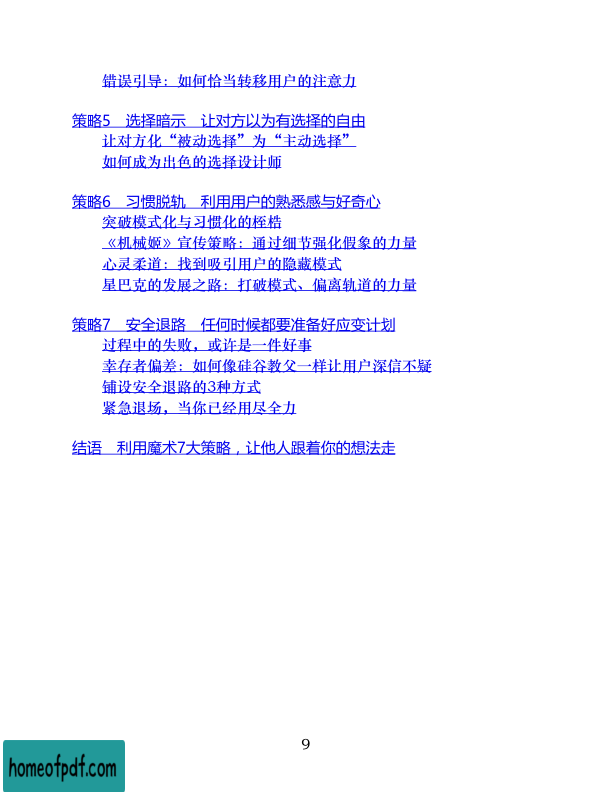 错误引导：如何恰当转移用户的注意力
策略5　选择暗示　让对方以为有选择的自由
让对方化“被动选择”为“主动选择”
如何成为出色的选择设计师
策略6　习惯脱轨　利用用户的熟悉感与好奇心
突破模式化与习惯化的桎梏
《机械姬》宣传策略：通过细节强化假象的力量
心灵柔道：找到吸引用户的隐藏模式
星巴克的发展之路：打破模式、偏离轨道的力量
策略7　安全退路　任何时候都要准备好应变计划
过程中的失败，或许是一件好事
幸存者偏差：如何像硅谷教父一样让用户深信不疑
铺设安全退路的3种方式
紧急退场，当你已经用尽全力
结语　利用魔术7大策略，让他人跟着你的想法走
9
homeofpdf.com